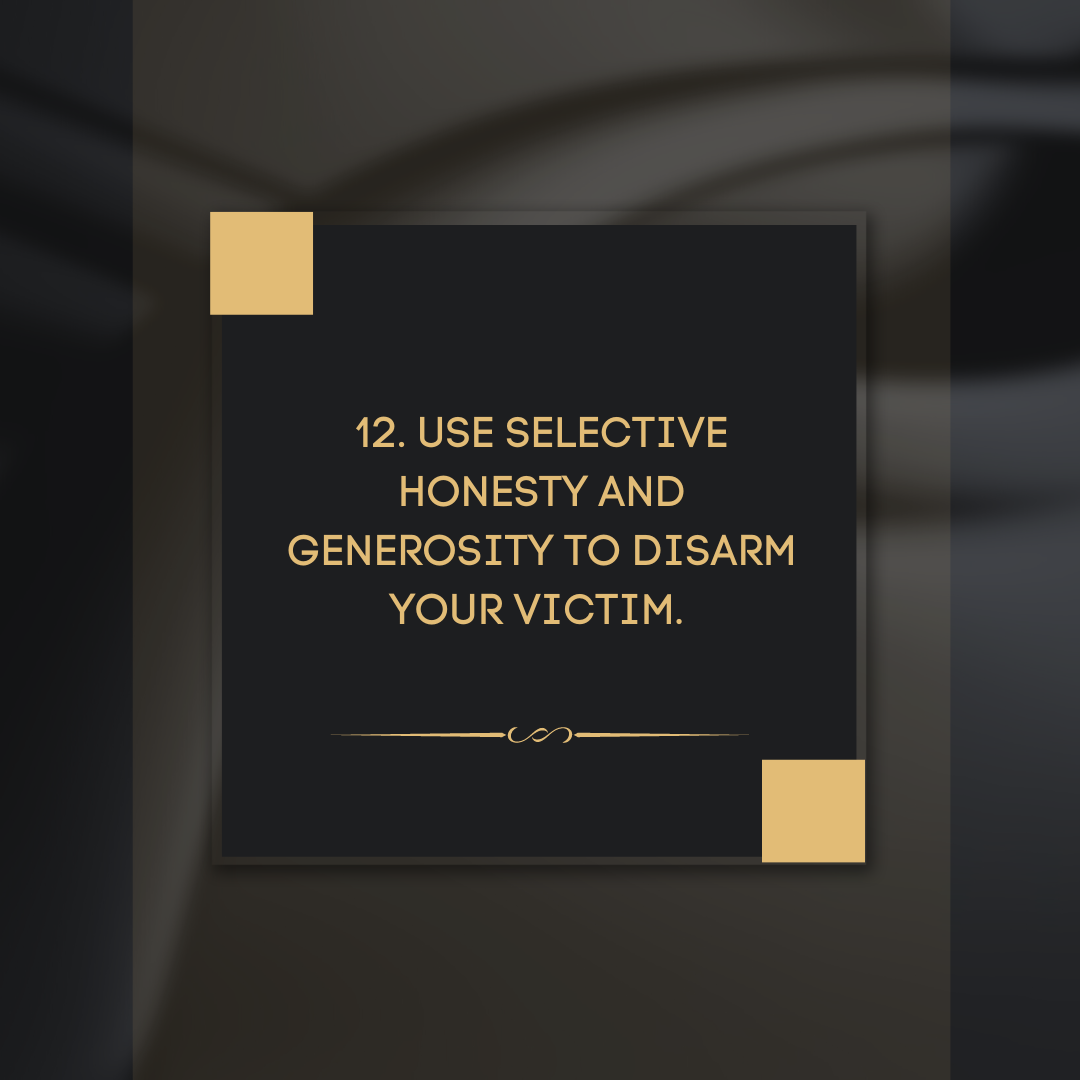 12. USE SELECTIVE
HONESTY AND
GENEROSITY TO DISARM
YOUR VICTIM.